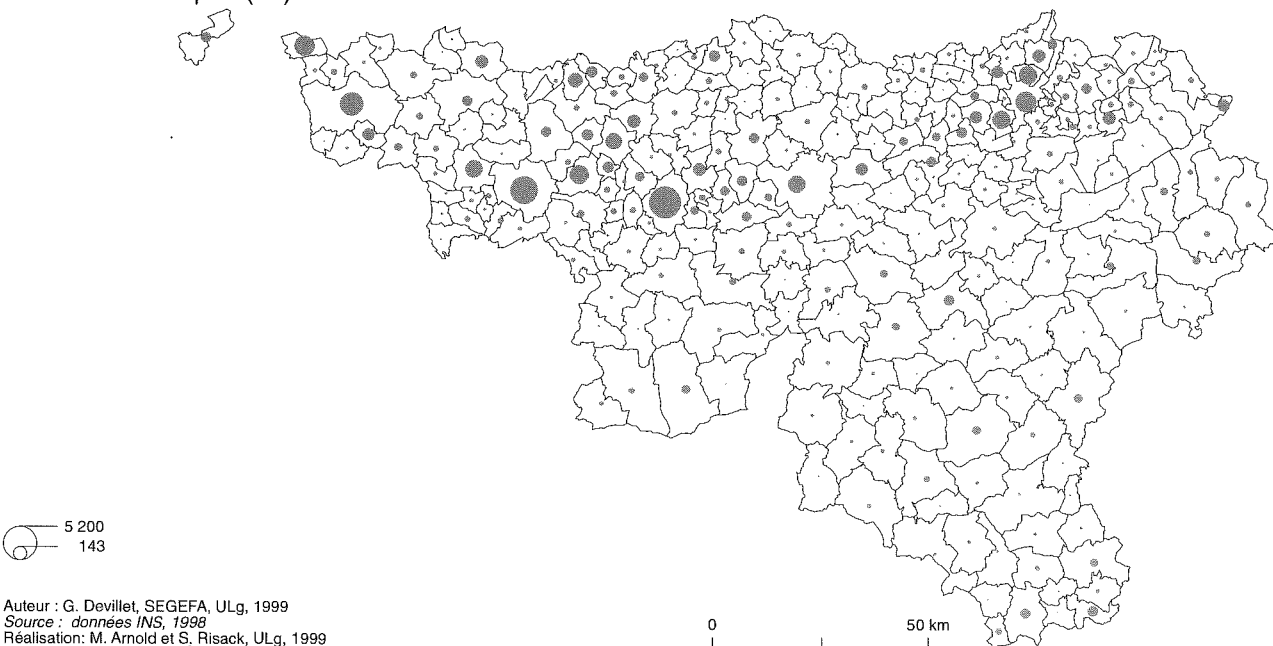 5 200
143
Auteur : G. Devillet, SEGEFA, ULg, 1999
Source : données INS, 1998
Réalisation: M. Arnold et S. Risack, ULg, 1999
0
50 km